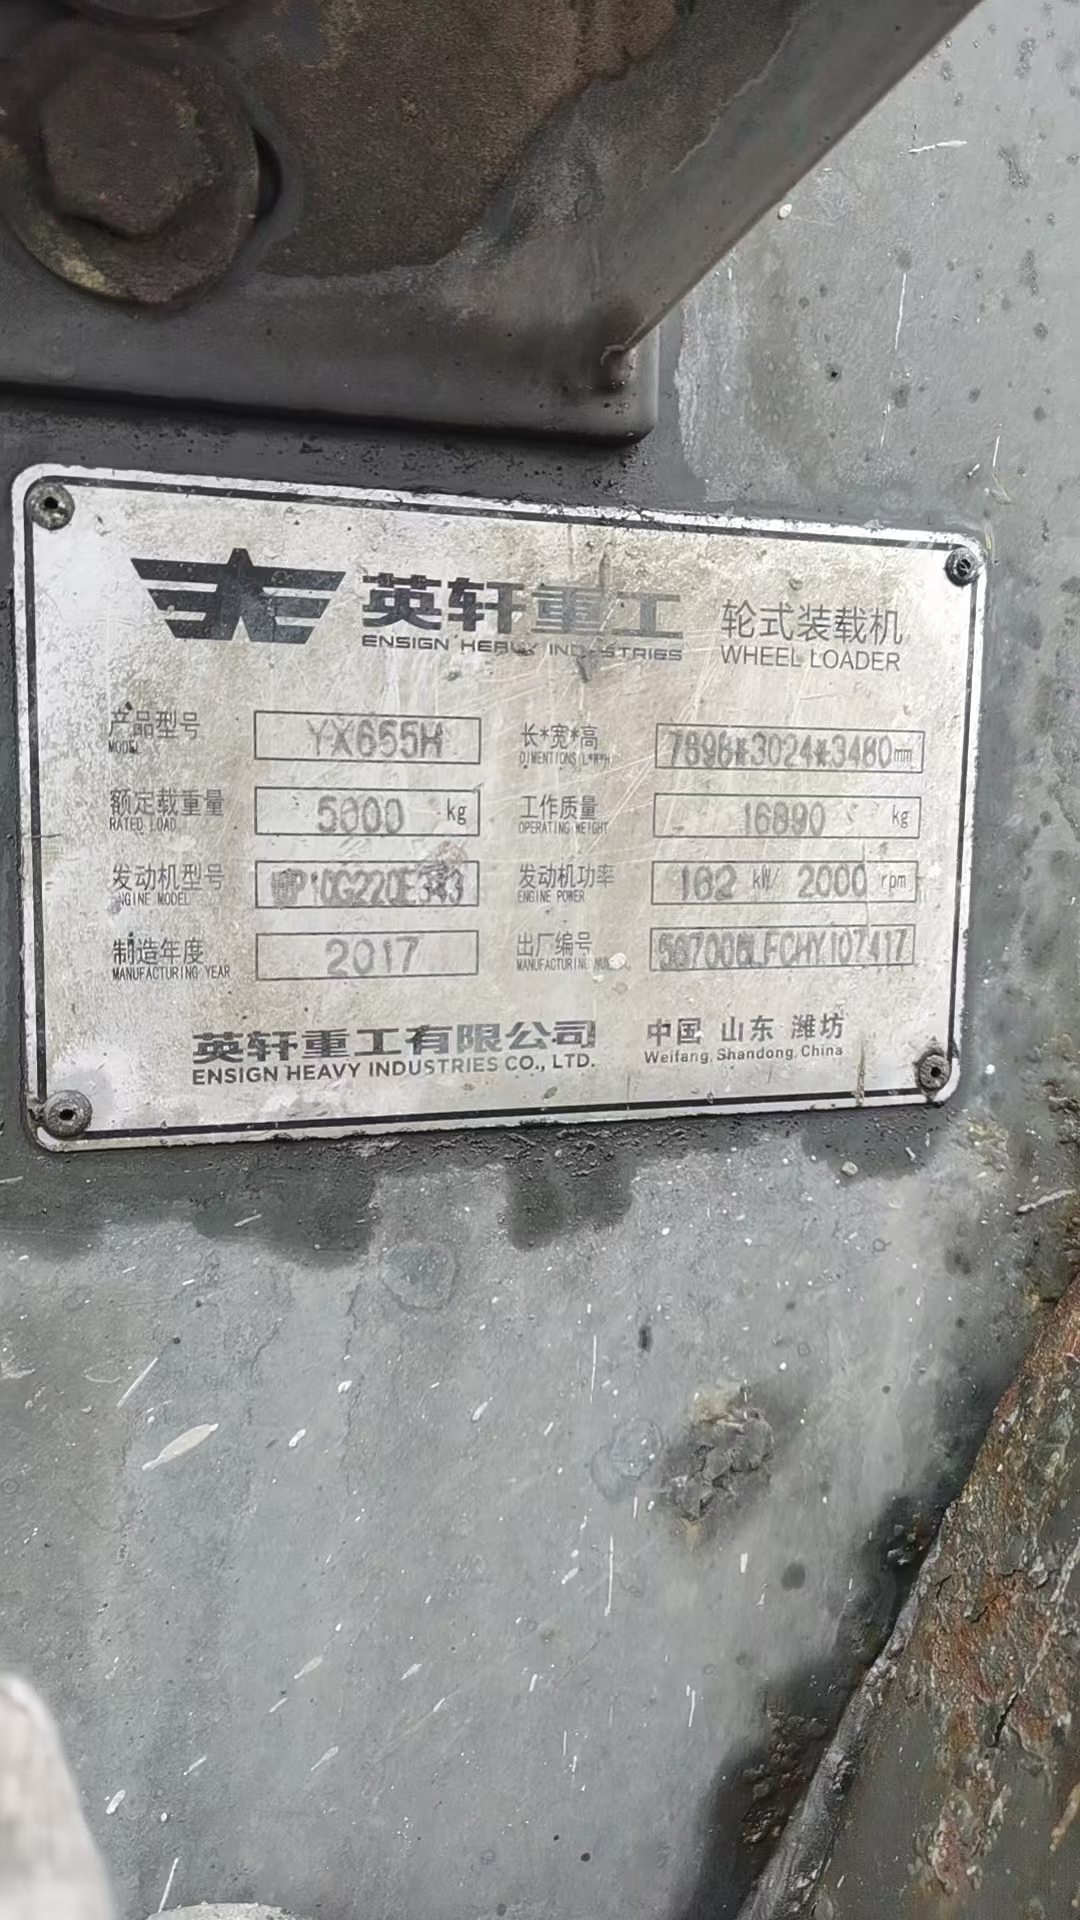 英轩重工
ENSIGN HEAVY INDUSTRIES
轮式装载机
WHEEL LOADER
产品型号 YX655H
MODEL
长*宽*高 7898*3024*3480mm
DIMENTIONS(L*W*H)
额定载重量 5000 kg
RATED LOAD
工作质量 16890 kg
OPERATING WEIGHT
发动机型号 WP10G220E343
ENGINE MODEL
发动机功率 162 kW/ 2000 rpm
ENGINE POWER
制造年度 2017
MANUFACTURING YEAR
出厂编号
MANUFACTURING
英轩重工有限公司
ENSIGN HEAVY INDUSTRIES CO., LTD.
中国 山东 潍坊
Weifang, Shandong, China